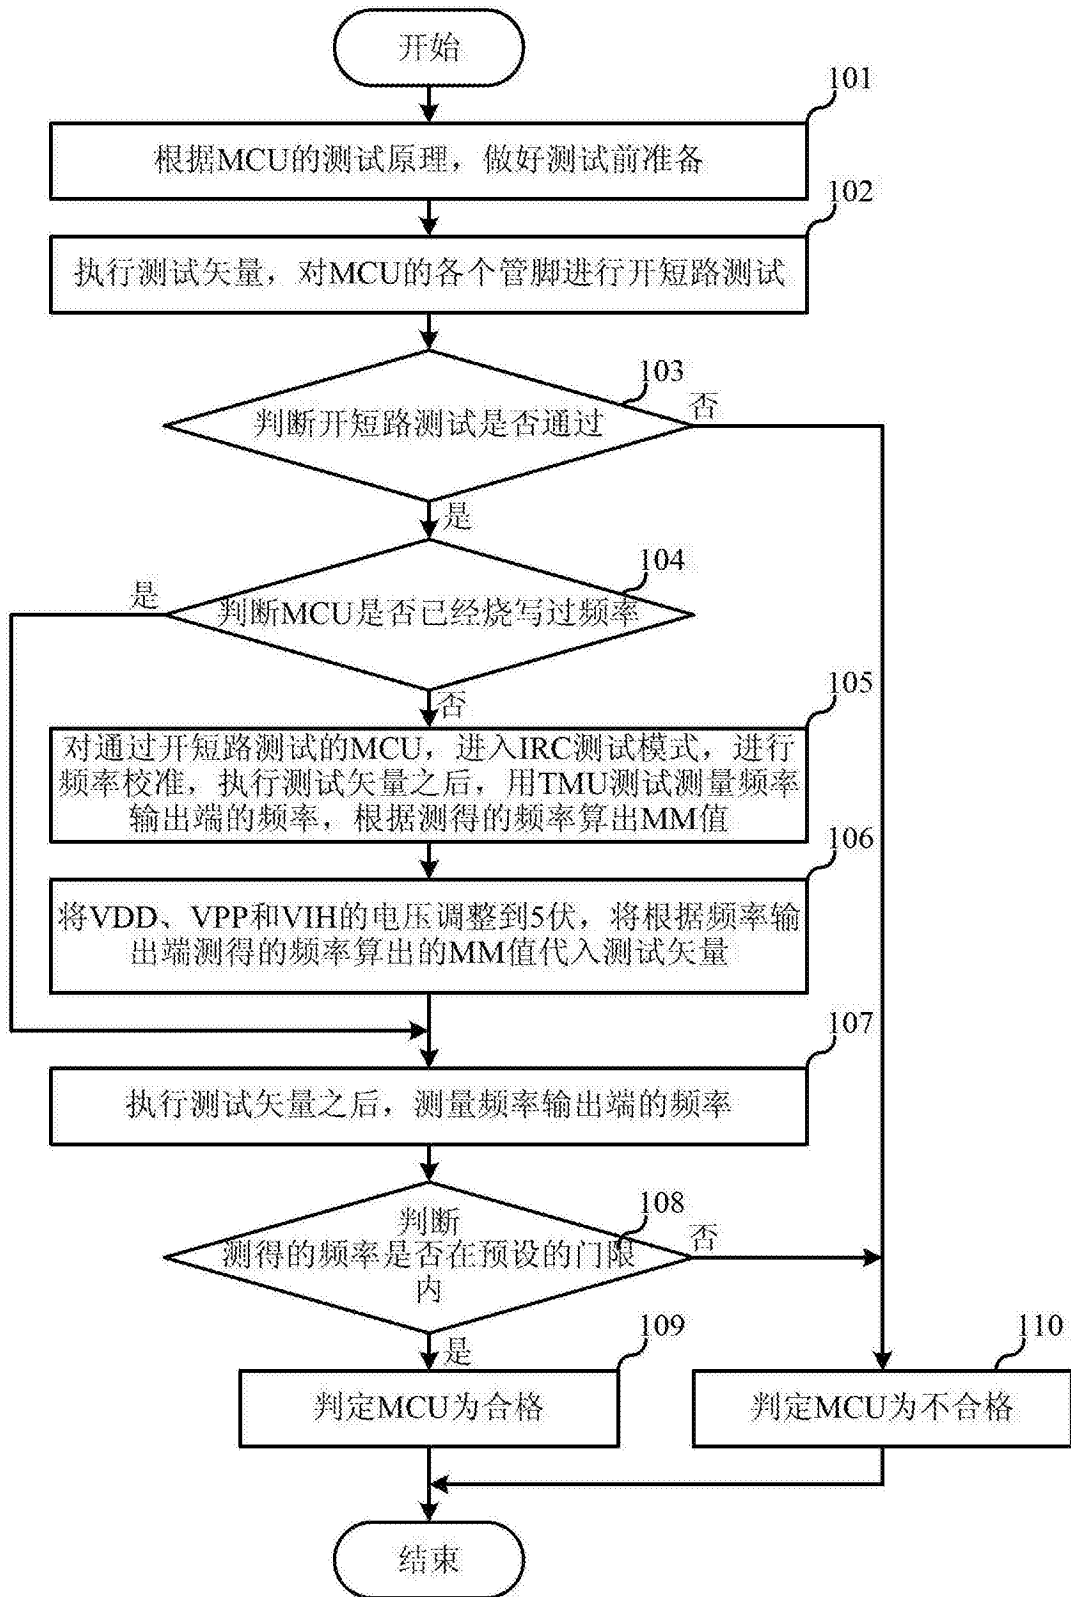 开始
101
根据MCU的测试原理，做好测试前准备
102
执行测试矢量，对MCU的各个管脚进行开短路测试
103
判断开短路测试是否通过
否
是
104
是
判断MCU是否已经烧写过频率
否
105
对通过开短路测试的MCU，进入IRC测试模式，进行
频率校准，执行测试矢量之后，用TMU测试测量频率
输出端的频率，根据测得的频率算出MM值
106
将VDD、VPP和VIH的电压调整到5伏，将根据频率输
出端测得的频率算出的MM值代入测试矢量
107
执行测试矢量之后，测量频率输出端的频率
108
判断
测得的频率是否在预设的门限
内
否
是
109
判定MCU为合格
110
判定MCU为不合格
结束